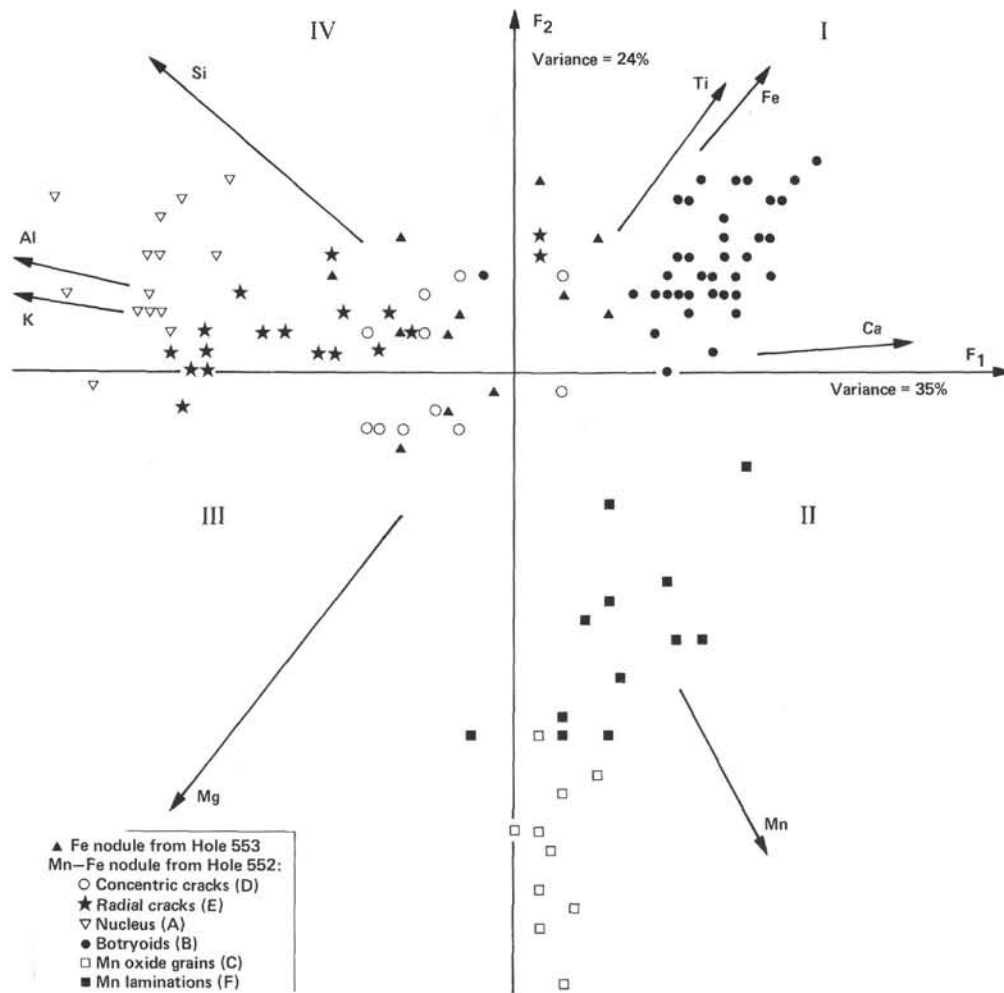 IV
F2
I
Variance = 24%
Si
Ti
Fe
Al
K
Ca
F1
Variance = 35%
III
II
Mg
Mn
Fe nodule from Hole 553
Mn–Fe nodule from Hole 552:
Concentric cracks (D)
Radial cracks (E)
Nucleus (A)
Botryoids (B)
Mn oxide grains (C)
Mn laminations (F)